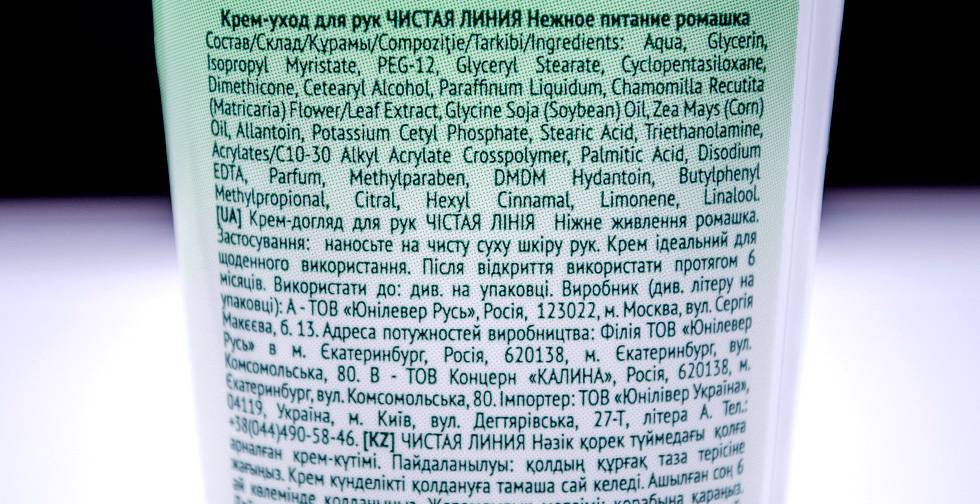 Крем-уход для рук ЧИСТАЯ ЛИНИЯ Нежное питание ромашка
Состав/Склад/Құрамы/Compoziţie/Tarkibi/Ingredients: Aqua, Glycerin,
Isopropyl Myristate, PEG-12, Glyceryl Stearate, Cyclopentasiloxane,
Dimethicone, Cetearyl Alcohol, Paraffinum Liquidum, Chamomilla Recutita
(Matricaria) Flower/Leaf Extract, Glycine Soja (Soybean) Oil, Zea Mays (Corn)
Oil, Allantoin, Potassium Cetyl Phosphate, Stearic Acid, Triethanolamine,
Acrylates/C10-30 Alkyl Acrylate Crosspolymer, Palmitic Acid, Disodium
EDTA, Parfum, Methylparaben, DMDM Hydantoin, Butylphenyl
Methylpropional, Citral, Hexyl Cinnamal, Limonene, Linalool.
[UA] Крем-догляд для рук ЧІСТАЯ ЛІНІЯ Ніжне живлення ромашка.
Застосування: наносьте на чисту суху шкіру рук. Крем ідеальний для
щоденного використання. Після відкриття використати протягом 6
місяців. Використати до: див. на упаковці. Виробник (див. літеру на
упаковці): А - ТОВ «Юнілевер Русь», Росія, 123022, м. Москва, вул. Сергія
Макеєва, б. 13. Адреса потужностей виробництва: Філія ТОВ «Юнілевер
Русь» в м. Єкатеринбург, Росія, 620138, м. Єкатеринбург, вул.
Комсомольська, 80. В - ТОВ Концерн «КАЛИНА», Росія, 620138, м.
Єкатеринбург, вул. Комсомольська, 80. Імпортер: ТОВ «Юнілівер Україна»,
04119, Україна, м. Київ, вул. Дегтярівська, 27-Т, літера А. Тел.:
+38(044)490-58-46. [KZ] ЧИСТАЯ ЛИНИЯ Нәзік қорек түймедағы қолға
арналған крем-күтімі. Пайдаланылуы: қолдың құрғақ таза терісіне
жағыңыз. Крем күнделікті қолдануға тамаша сай келеді. Ашылған соң 6
ай көлемінде қолданыңыз. қорабына қараңыз.